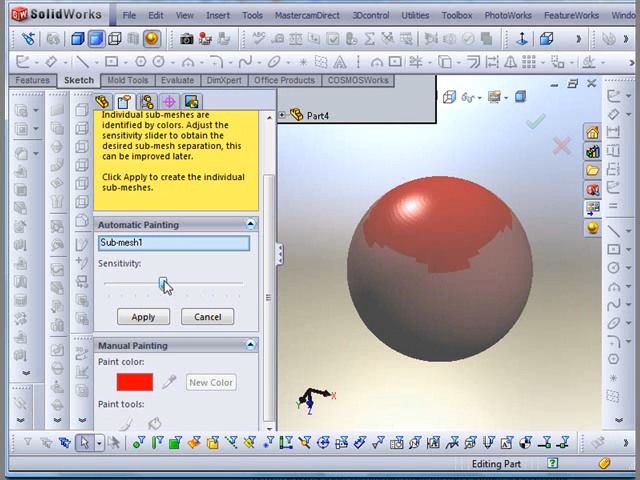 SolidWorks
File Edit View Insert Tools MastercamDirect 3Dcontrol Utilities Toolbox PhotoWorks FeatureWorks Windo
Features Sketch Mold Tools Evaluate DimXpert Office Products COSMOSWorks
Part4
Individual sub-meshes are
identified by colors. Adjust the
sensitivity slider to obtain the
desired sub-mesh separation, this
can be improved later.
Click Apply to create the individual
sub-meshes.
Automatic Painting
Sub-mesh1
Sensitivity:
Apply Cancel
Manual Painting
Paint color:
New Color
Paint tools:
X
Y
Z
Editing Part